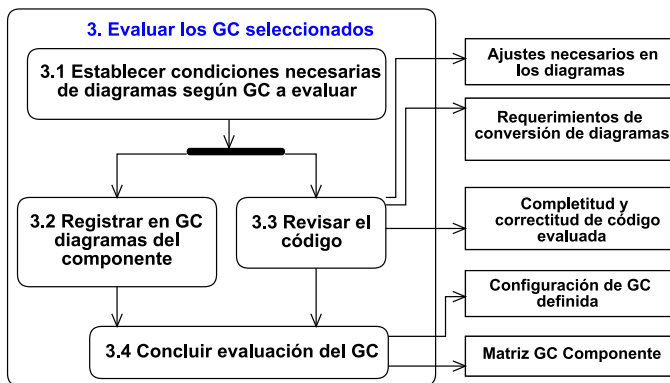 3. Evaluar los GC seleccionados
3.1 Establecer condiciones necesarias
de diagramas según GC a evaluar
3.2 Registrar en GC
diagramas del
componente
3.3 Revisar el
código
3.4 Concluir evaluación del GC
Ajustes necesarios en
los diagramas
Requerimientos de
conversión de diagramas
Completitud y
correctitud de código
evaluada
Configuración de GC
definida
Matriz GC Componente